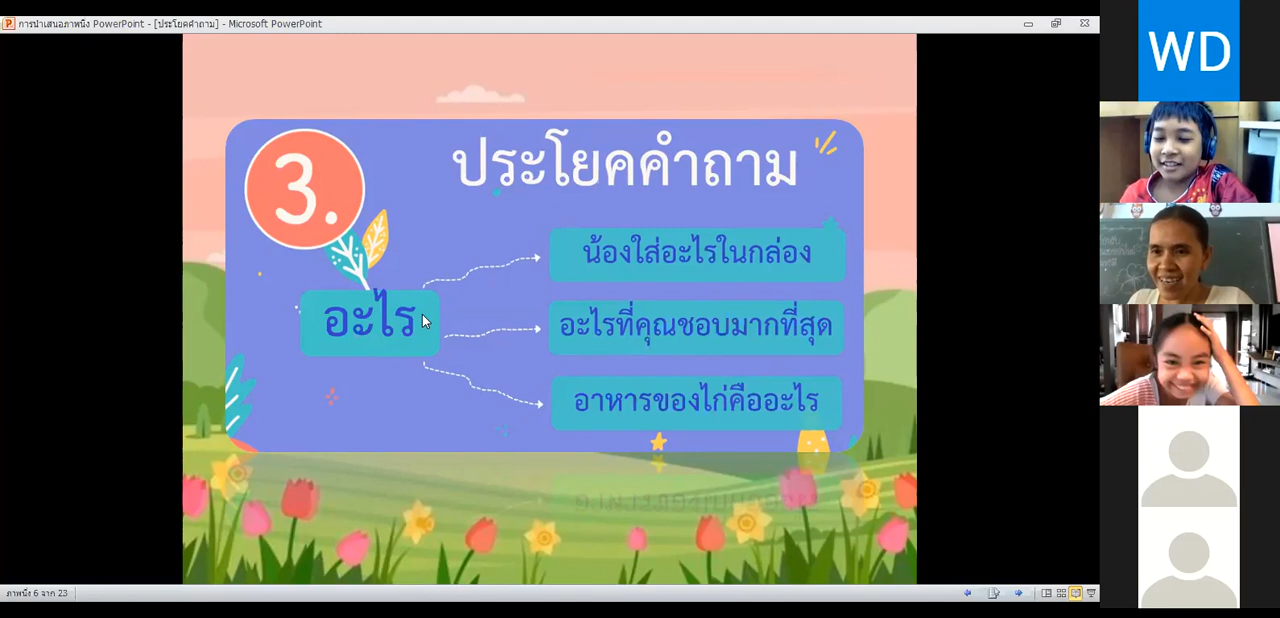 การนำเสนอภาพนิ่ง PowerPoint - [ประโยคคำถาม] - Microsoft PowerPoint
WD
3.
ประโยคคำถาม
น้องใส่อะไรในกล่อง
อะไร
อะไรที่คุณชอบมากที่สุด
อาหารของไก่คืออะไร
ภาพนิ่ง 6 จาก 23